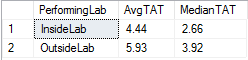 PerformingLab AvgTAT MedianTAT
1 InsideLab 4.44 2.66
2 OutsideLab 5.93 3.92